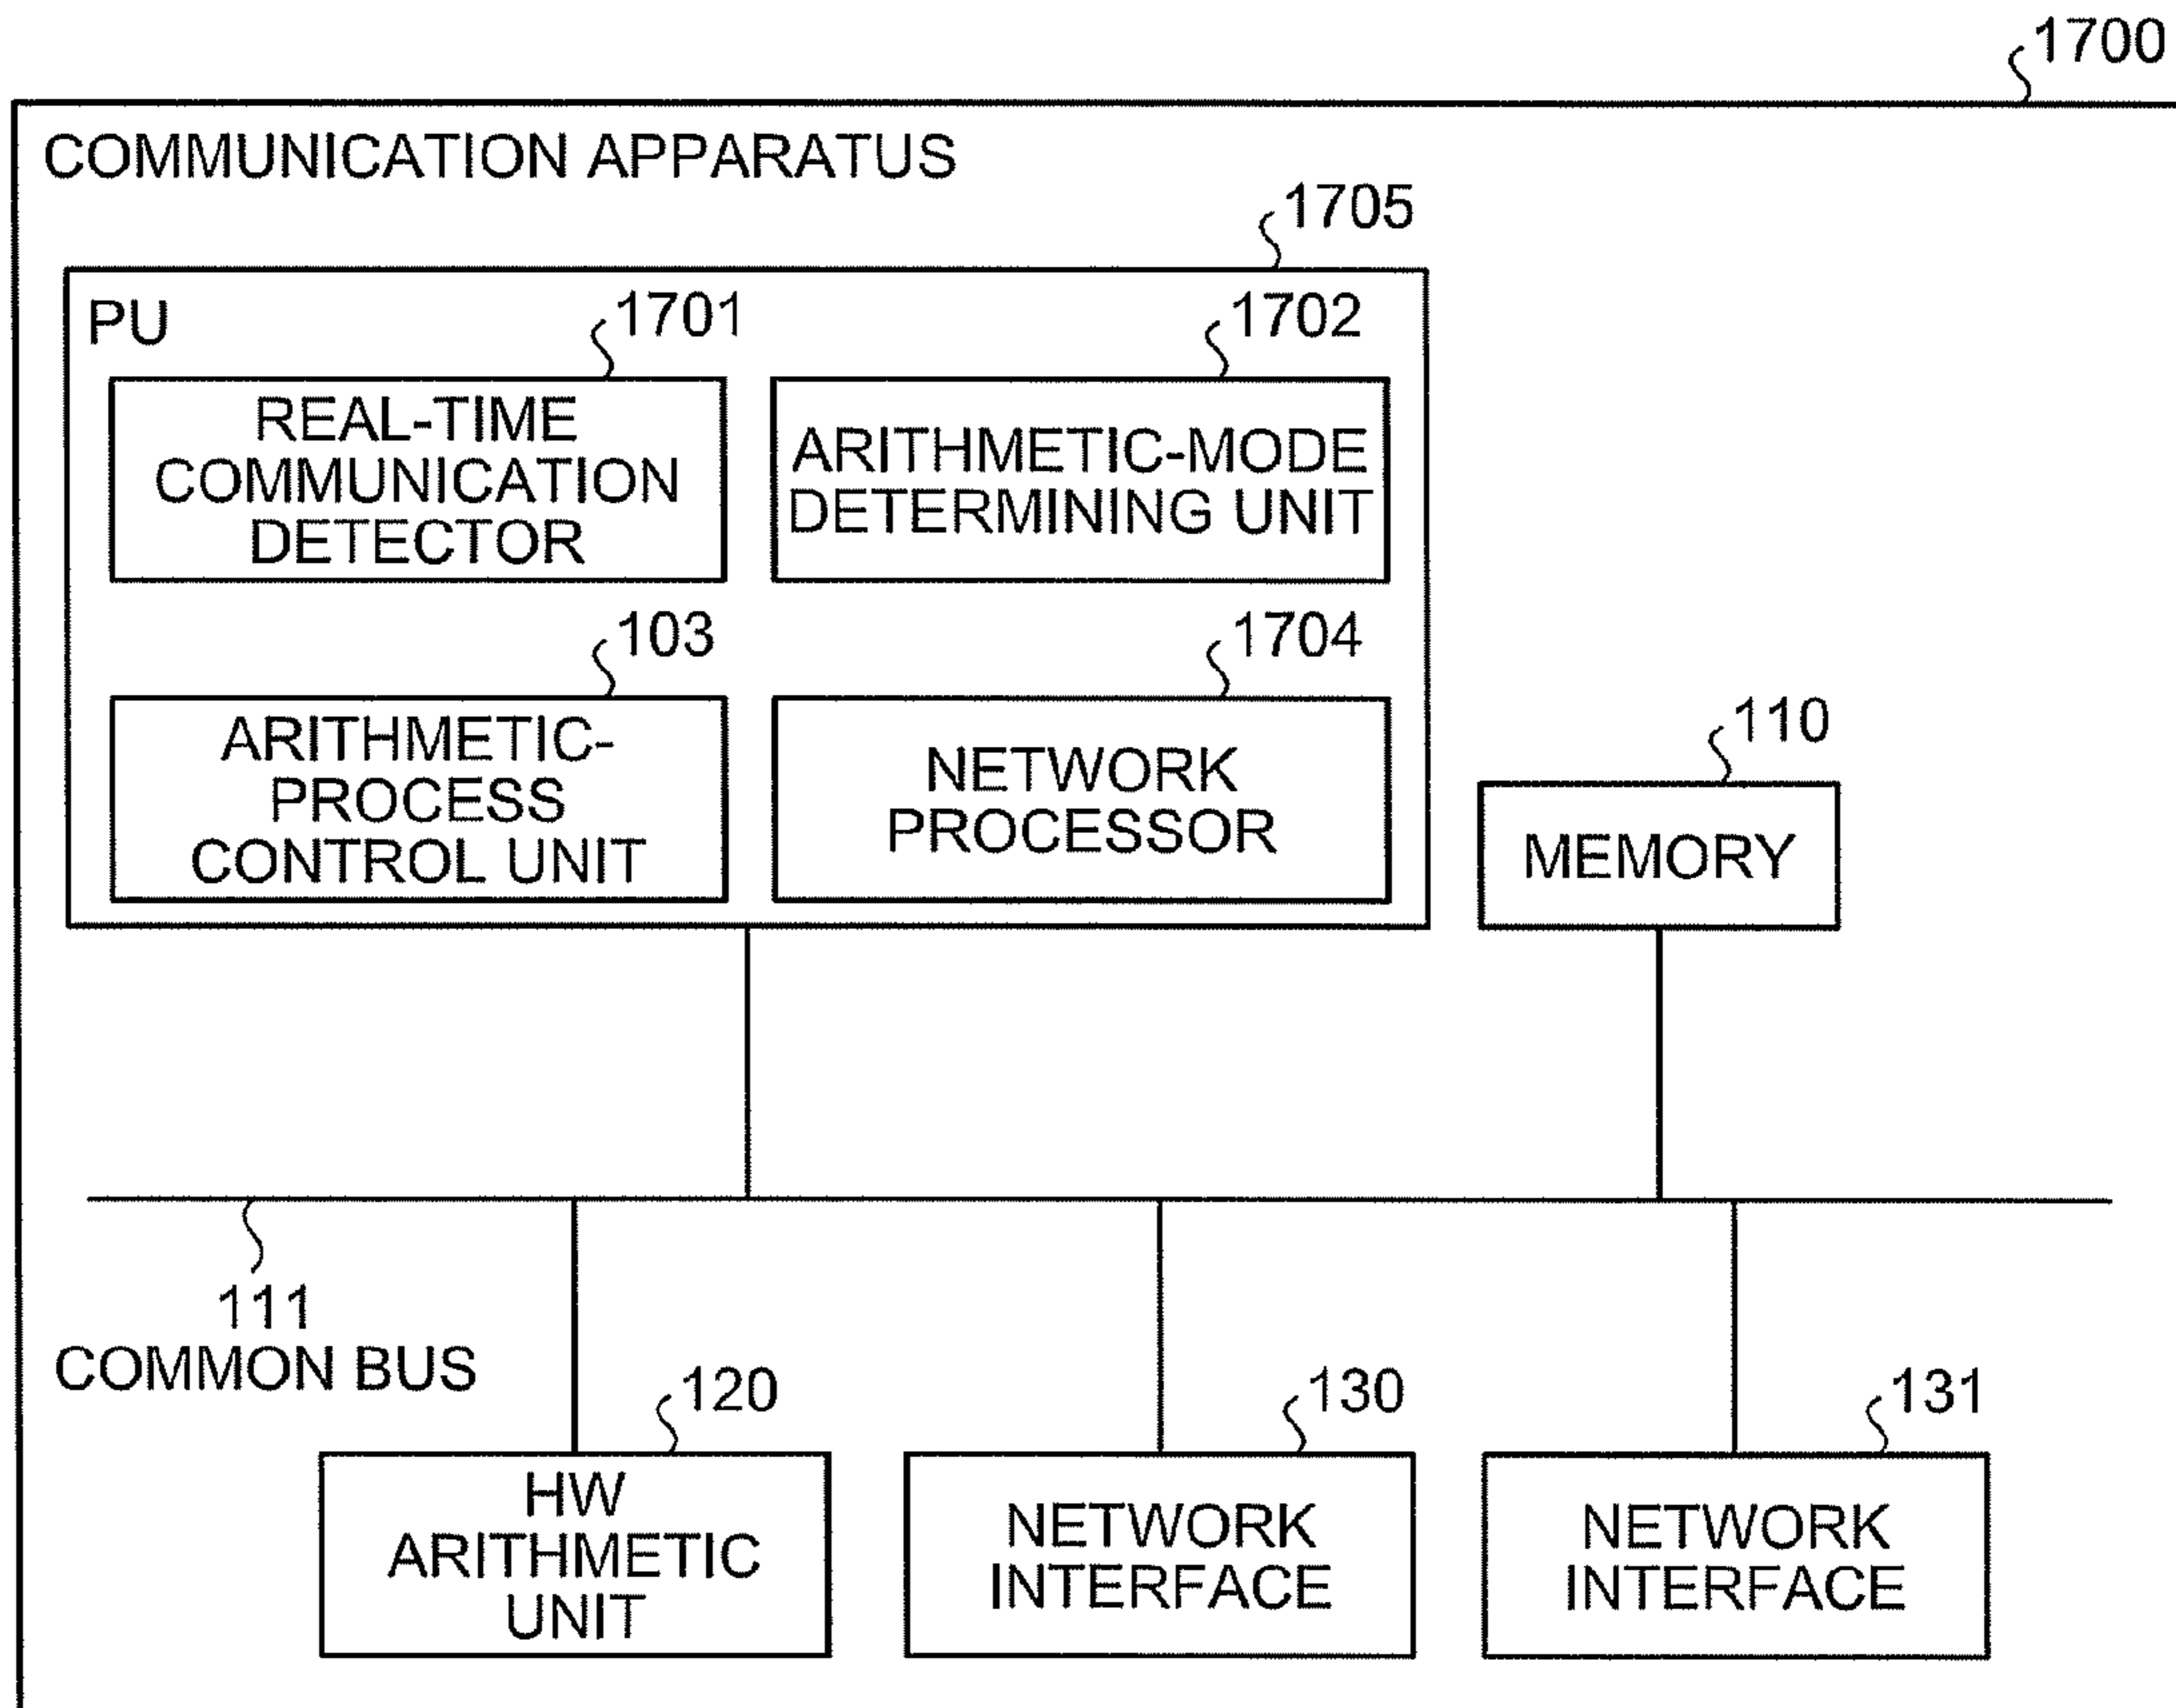 1700
COMMUNICATION APPARATUS
1705
PU
1701
1702
REAL-TIME
COMMUNICATION
DETECTOR
ARITHMETIC-MODE
DETERMINING UNIT
103
1704
ARITHMETIC-
PROCESS
CONTROL UNIT
NETWORK
PROCESSOR
110
MEMORY
111
COMMON BUS
120
130
131
HW
ARITHMETIC
UNIT
NETWORK
INTERFACE
NETWORK
INTERFACE